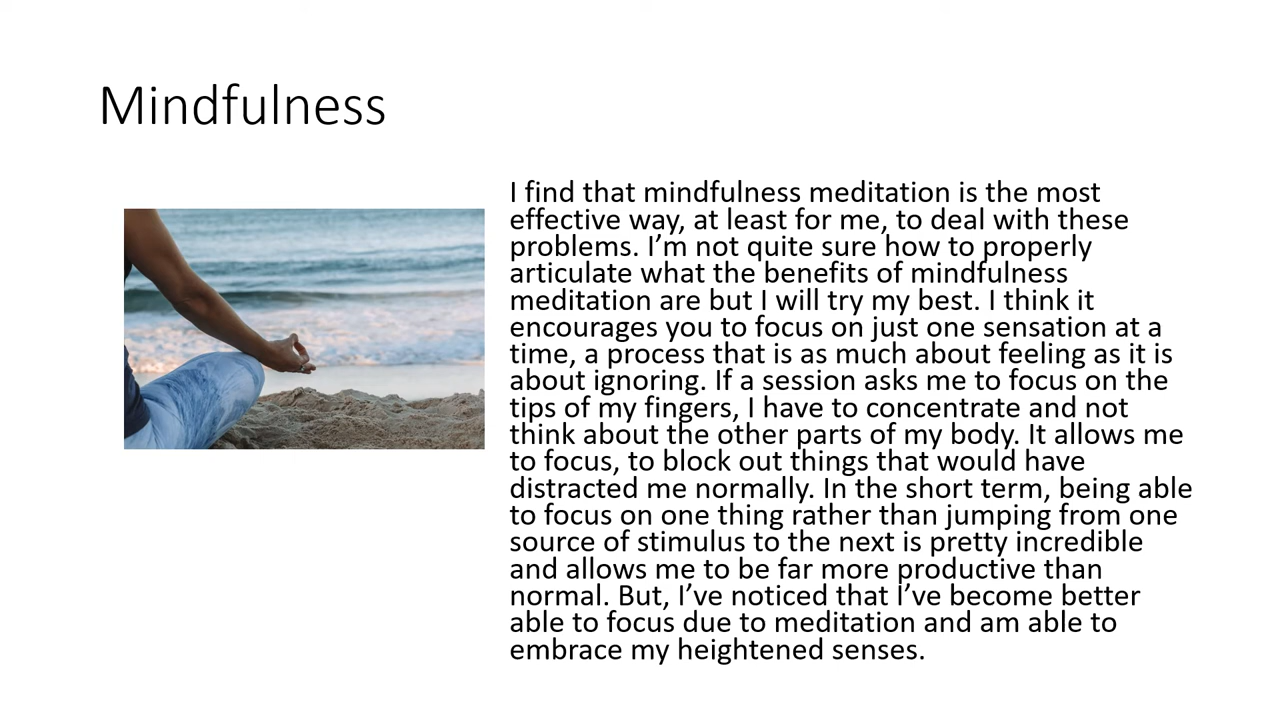 Mindfulness
I find that mindfulness meditation is the most
effective way, at least for me, to deal with these
problems. I’m not quite sure how to properly
articulate what the benefits of mindfulness
meditation are but I will try my best. I think it
encourages you to focus on just one sensation at a
time, a process that is as much about feeling as it is
about ignoring. If a session asks me to focus on the
tips of my fingers, I have to concentrate and not
think about the other parts of my body. It allows me
to focus, to block out things that would have
distracted me normally. In the short term, being able
to focus on one thing rather than jumping from one
source of stimulus to the next is pretty incredible
and allows me to be far more productive than
normal. But, I’ve noticed that I’ve become better
able to focus due to meditation and am able to
embrace my heightened senses.